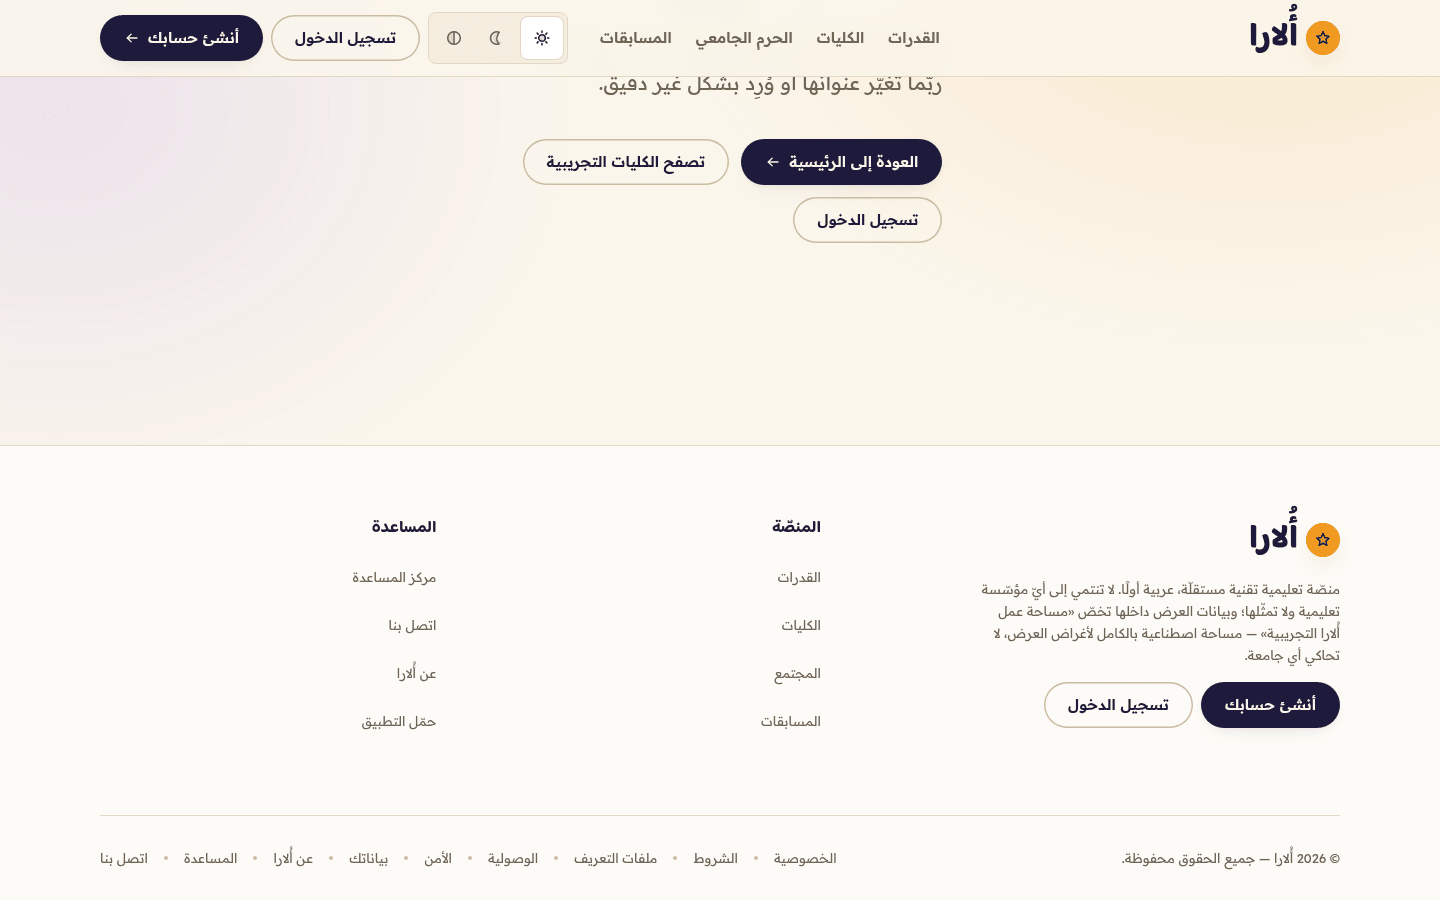 أُلارا
القدرات
الكليات
الحرم الجامعي
المسابقات
تسجيل الدخول
أنشئ حسابك
ربّما تغيّر عنوانها أو وُرِد بشكل غير دقيق.
العودة إلى الرئيسية
تصفح الكليات التجريبية
تسجيل الدخول
أُلارا
منصّة تعليمية تقنية مستقلّة، عربية أولًا. لا تنتمي إلى أيّ مؤسّسة
تعليمية ولا تمثّلها؛ وبيانات العرض داخلها تخصّ «مساحة عمل
أُلارا التجريبية» — مساحة اصطناعية بالكامل لأغراض العرض، لا
تحاكي أي جامعة.
أنشئ حسابك
تسجيل الدخول
المنصّة
القدرات
الكليات
المجتمع
المسابقات
المساعدة
مركز المساعدة
اتصل بنا
عن أُلارا
حمّل التطبيق
© 2026 أُلارا — جميع الحقوق محفوظة.
الخصوصية • الشروط • ملفات التعريف • الوصولية • الأمن • بياناتك • عن أُلارا • المساعدة • اتصل بنا